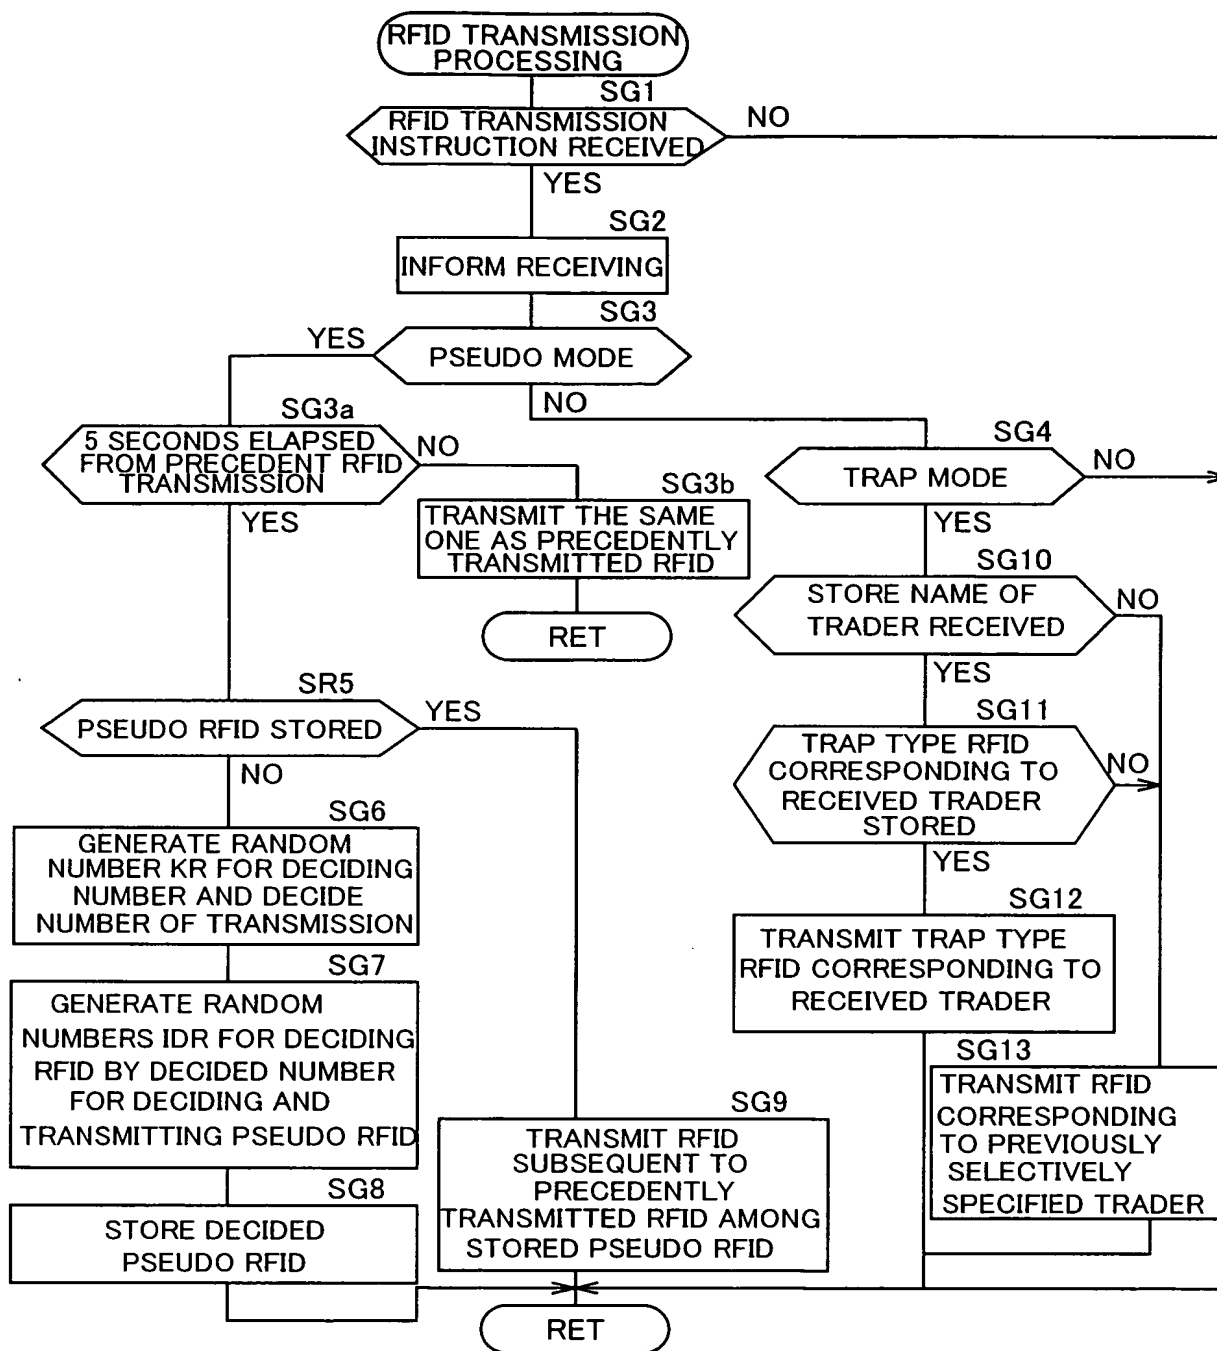 RFID TRANSMISSION
PROCESSING
SG1
RFID TRANSMISSION
INSTRUCTION RECEIVED
NO
YES
SG2
INFORM RECEIVING
SG3
YES
PSEUDO MODE
NO
SG3a
5 SECONDS ELAPSED
FROM PRECEDENT RFID
TRANSMISSION
NO
YES
SG3b
TRANSMIT THE SAME
ONE AS PRECEDENTLY
TRANSMITTED RFID
RET
SG4
TRAP MODE
NO
YES
SG10
STORE NAME OF
TRADER RECEIVED
NO
YES
SG11
TRAP TYPE RFID
CORRESPONDING TO
RECEIVED TRADER
STORED
NO
YES
SR5
PSEUDO RFID STORED
YES
NO
SG6
GENERATE RANDOM
NUMBER KR FOR DECIDING
NUMBER AND DECIDE
NUMBER OF TRANSMISSION
SG7
GENERATE RANDOM
NUMBERS IDR FOR DECIDING
RFID BY DECIDED NUMBER
FOR DECIDING AND
TRANSMITTING PSEUDO RFID
SG8
STORE DECIDED
PSEUDO RFID
SG9
TRANSMIT RFID
SUBSEQUENT TO
PRECEDENTLY
TRANSMITTED RFID AMONG
STORED PSEUDO RFID
SG12
TRANSMIT TRAP TYPE
RFID CORRESPONDING TO
RECEIVED TRADER
SG13
TRANSMIT RFID
CORRESPONDING
TO PREVIOUSLY
SELECTIVELY
SPECIFIED TRADER
RET